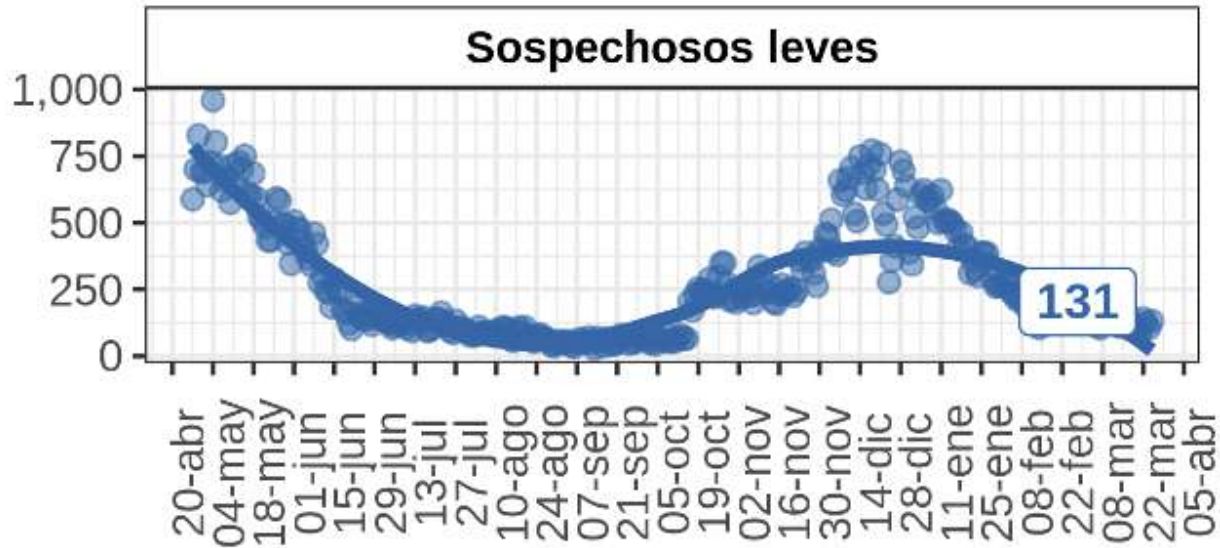 Sospechosos leves
1,000
750
500
250
0
131
20-abr
04-may
18-may
01-jun
15-jun
29-jun
13-jul
27-jul
10-ago
24-ago
07-sep
21-sep
05-oct
19-oct
02-nov
16-nov
30-nov
14-dic
28-dic
11-ene
25-ene
08-feb
22-feb
08-mar
22-mar
05-abr